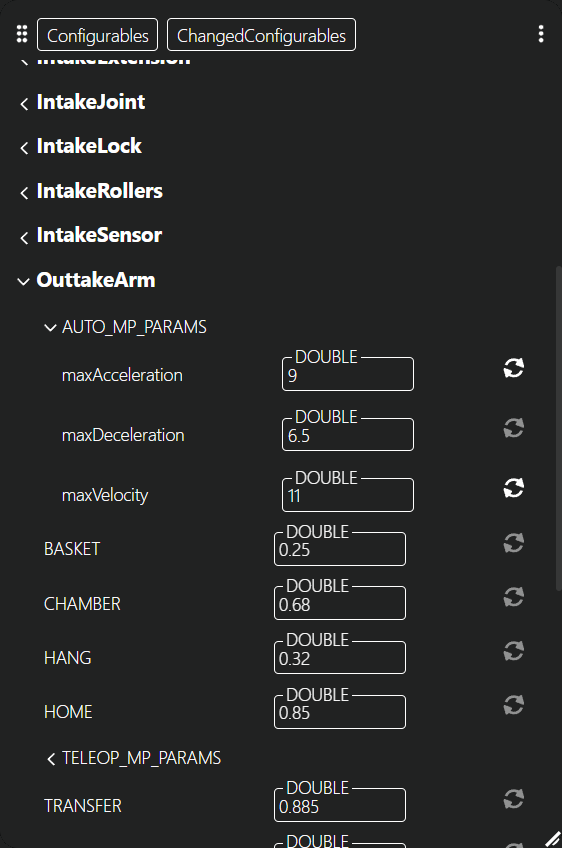 Configurables ChangedConfigurables
IntakeExtension
IntakeJoint
IntakeLock
IntakeRollers
IntakeSensor
OuttakeArm
AUTO_MP_PARAMS
DOUBLE
maxAcceleration 9
DOUBLE
maxDeceleration 6.5
DOUBLE
maxVelocity 11
DOUBLE
BASKET 0.25
DOUBLE
CHAMBER 0.68
DOUBLE
HANG 0.32
DOUBLE
HOME 0.85
TELEOP_MP_PARAMS
DOUBLE
TRANSFER 0.885
DOUBLE